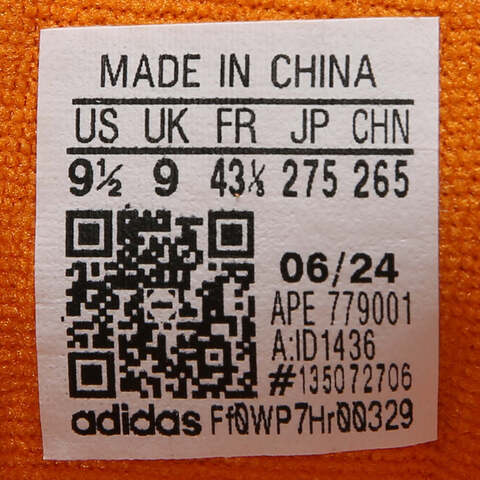 MADE IN CHINA
US UK FR JP CHN
9½ 9 43⅓ 275 265
06/24
APE 779001
A:ID1436
#135072706
adidas Ff0WP7Hr00329